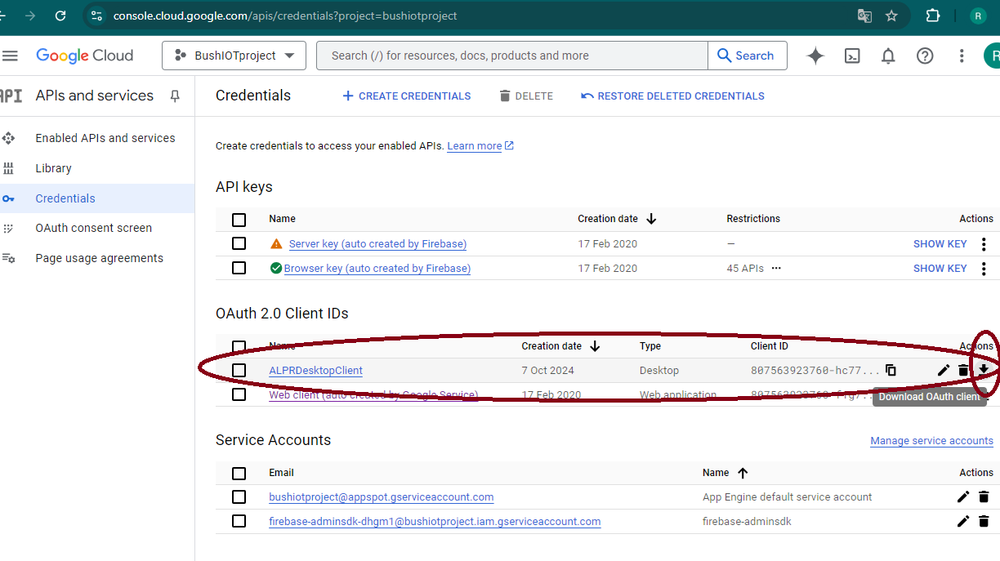 console.cloud.google.com/apis/credentials?project=bushiotproject R
Google Cloud BushIOTproject Search (/) for resources, docs, products and more Search R
API APIs and services
Enabled APIs and services
Library
Credentials
OAuth consent screen
Page usage agreements
Credentials + CREATE CREDENTIALS DELETE RESTORE DELETED CREDENTIALS
Create credentials to access your enabled APIs. Learn more
API keys
Name Creation date Restrictions Actions
Server key (auto created by Firebase) 17 Feb 2020 — SHOW KEY
Browser key (auto created by Firebase) 17 Feb 2020 45 APIs ... SHOW KEY
OAuth 2.0 Client IDs
Name Creation date Type Client ID Actions
ALPRDesktopClient 7 Oct 2024 Desktop 807563923760-hc77...
Web client (auto created by Google Service) 17 Feb 2020 Web application
Download OAuth client
Service Accounts Manage service accounts
Email Name Actions
bushiotproject@appspot.gserviceaccount.com App Engine default service account
firebase-adminsdk-dhgm1@bushiotproject.iam.gserviceaccount.com firebase-adminsdk